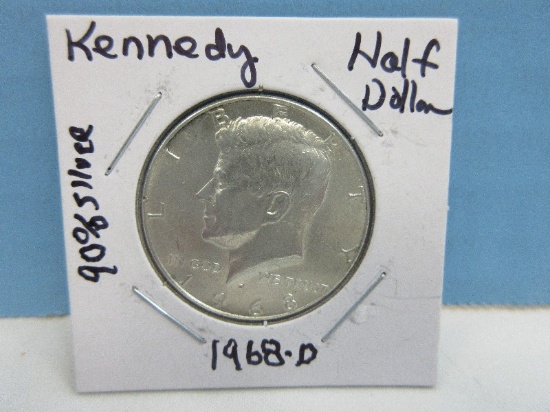 Kennedy
Half
Dollar
90% Silver
LIBERTY
IN GOD WE TRUST
1968
1968-D